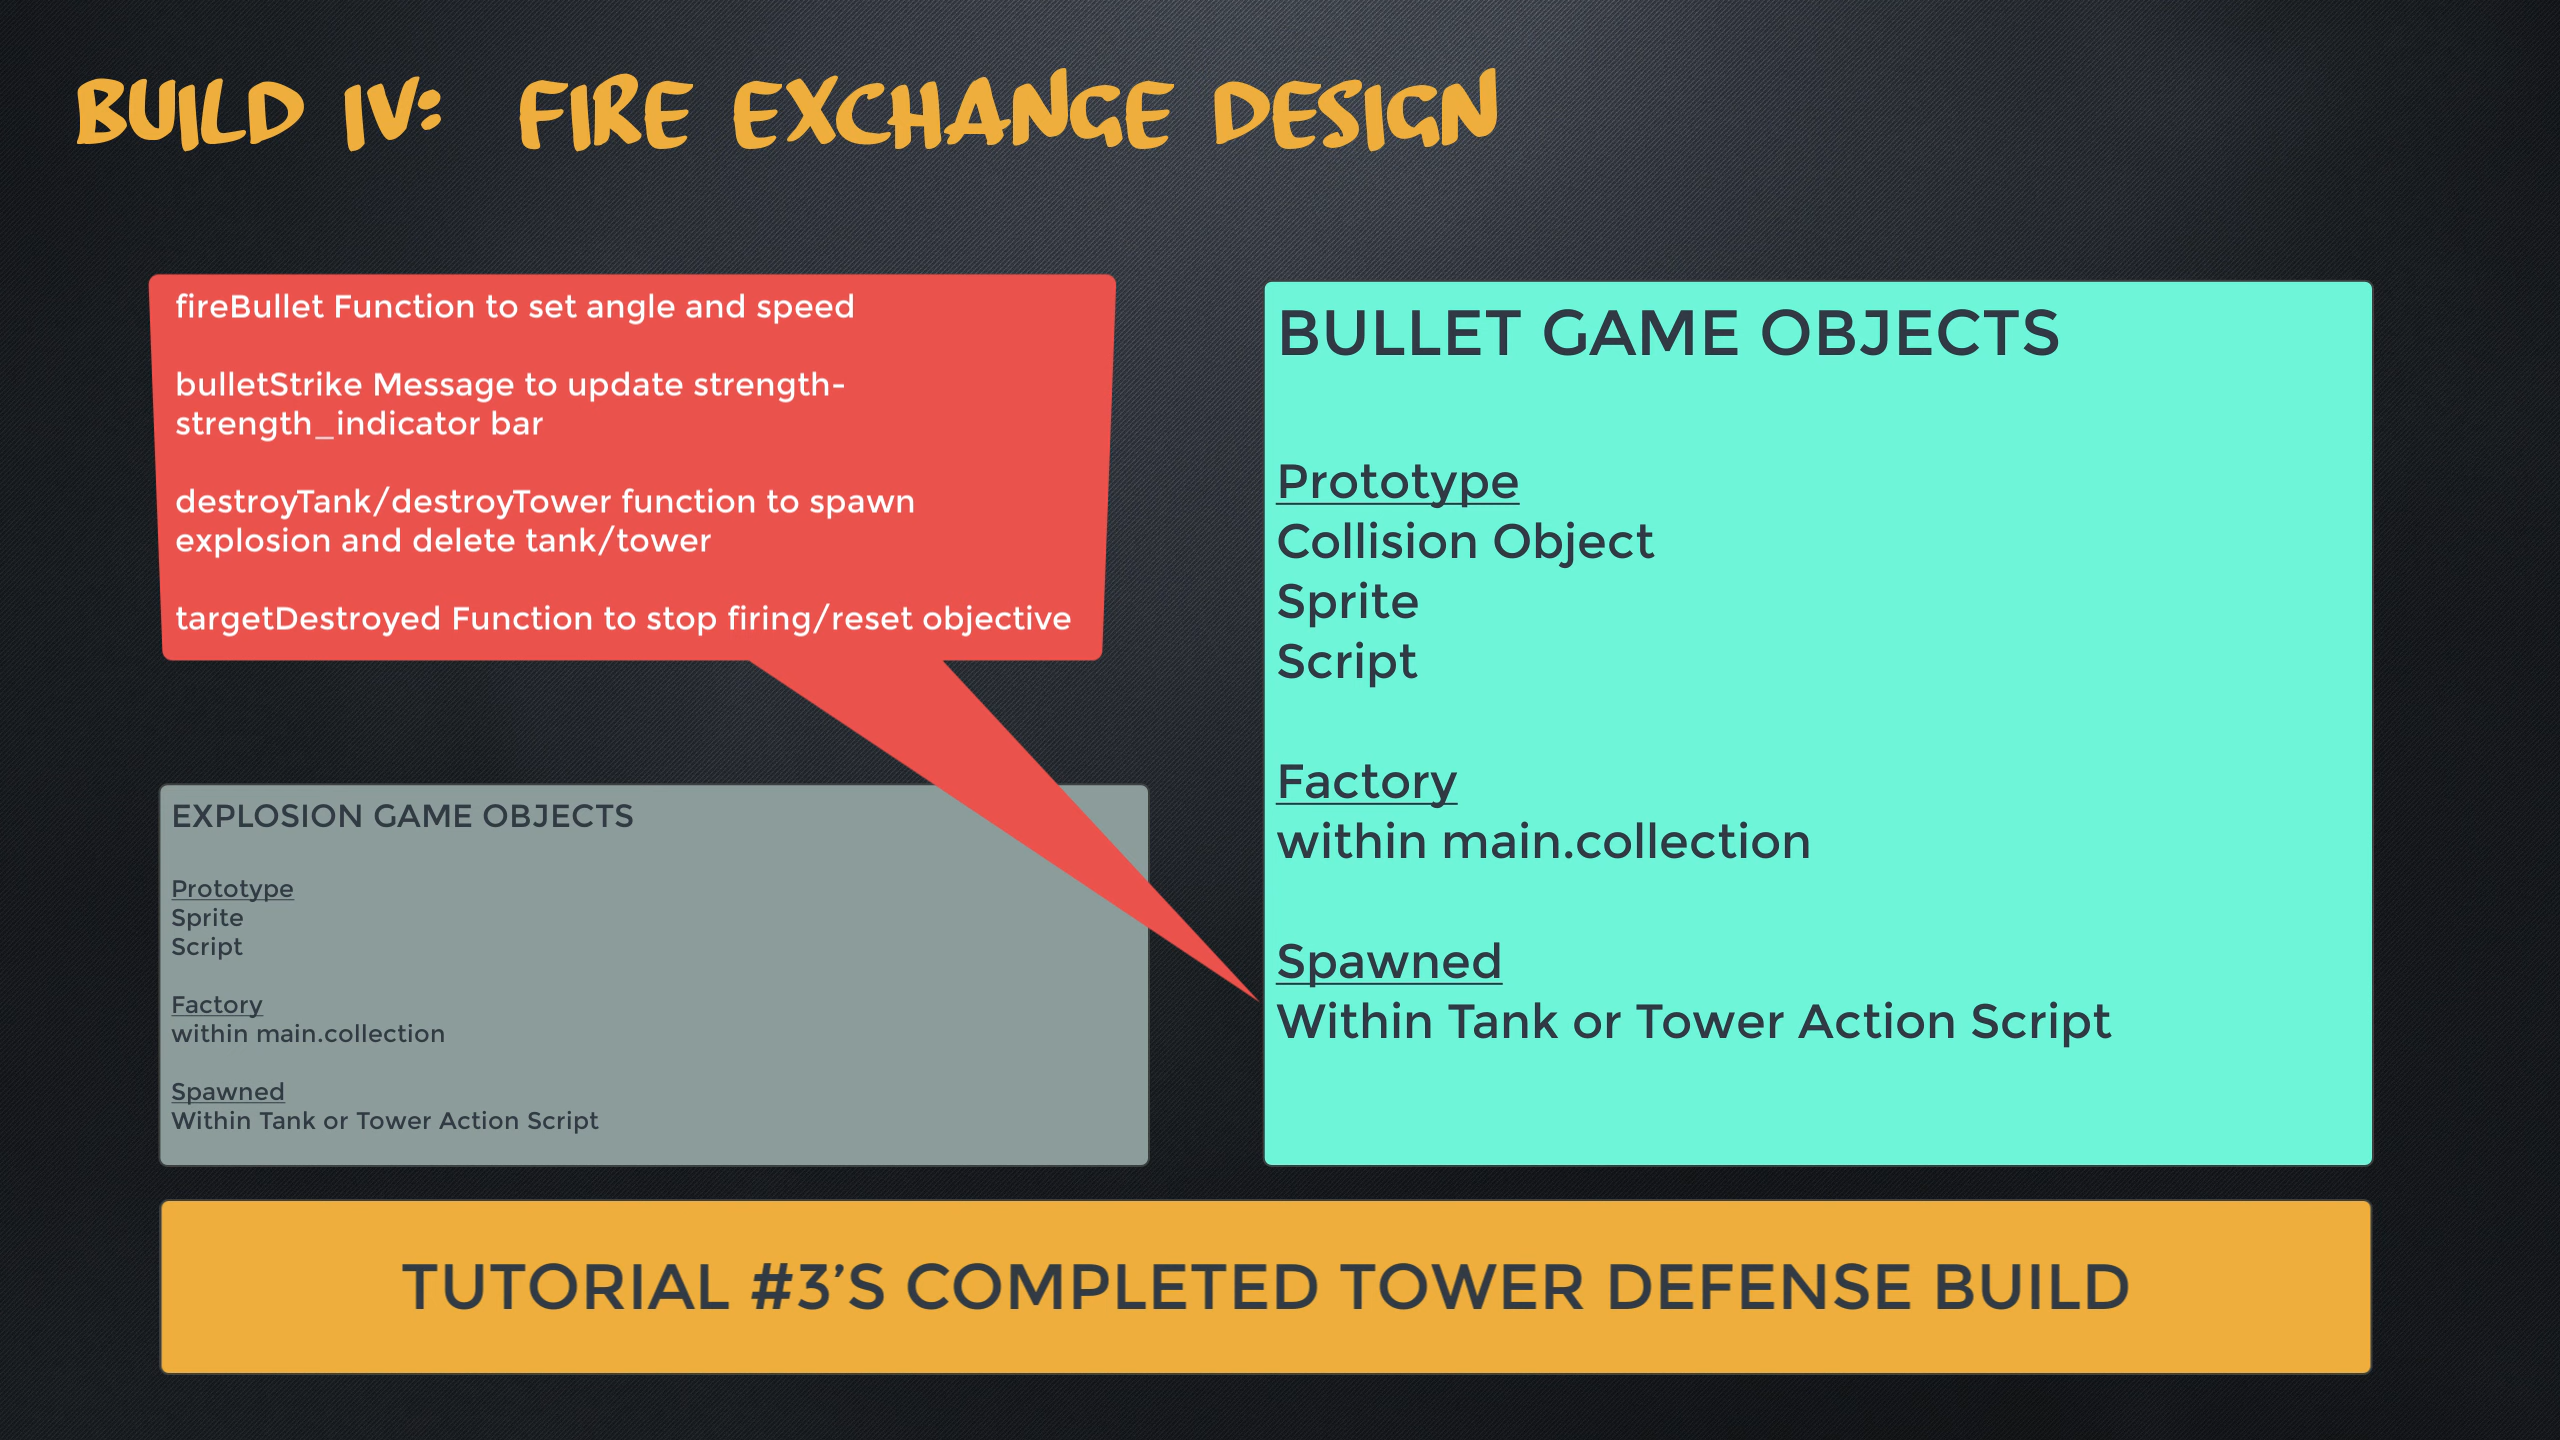 BUILD IV: FIRE EXCHANGE DESIGN
fireBullet Function to set angle and speed
bulletStrike Message to update strength-
strength_indicator bar
destroyTank/destroyTower function to spawn
explosion and delete tank/tower
targetDestroyed Function to stop firing/reset objective
EXPLOSION GAME OBJECTS
Prototype
Sprite
Script
Factory
within main.collection
Spawned
Within Tank or Tower Action Script
BULLET GAME OBJECTS
Prototype
Collision Object
Sprite
Script
Factory
within main.collection
Spawned
Within Tank or Tower Action Script
TUTORIAL #3’S COMPLETED TOWER DEFENSE BUILD